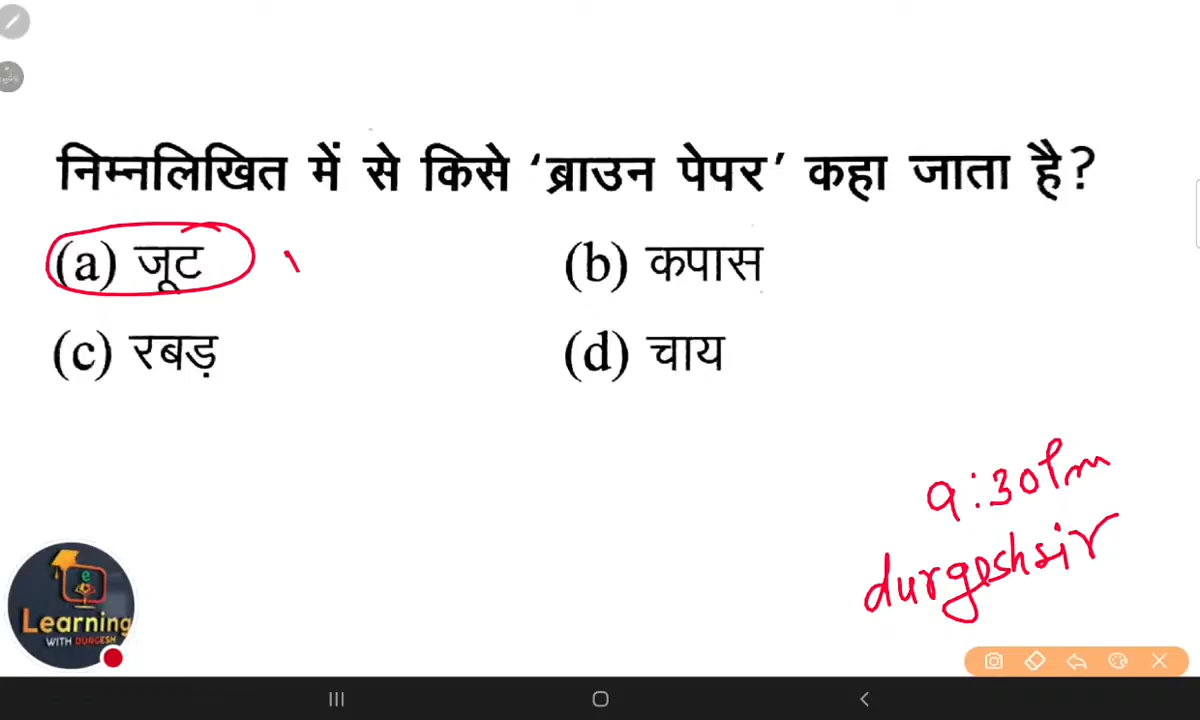 निम्नलिखित में से किसे ‘ब्राउन पेपर’ कहा जाता है?
(a) जूट (b) कपास
(c) रबड़ (d) चाय
9:30Pm
durgeshsir
e
Learning
WITH DURGESH